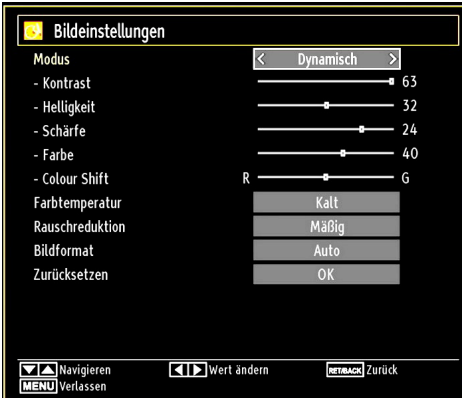 Bildeinstellungen
Modus < Dynamisch >
- Kontrast 63
- Helligkeit 32
- Schärfe 24
- Farbe 40
- Colour Shift R G
Farbtemperatur Kalt
Rauschreduktion Mäßig
Bildformat Auto
Zurücksetzen OK
Navigieren Wert ändern RET/BACK Zurück
MENU Verlassen